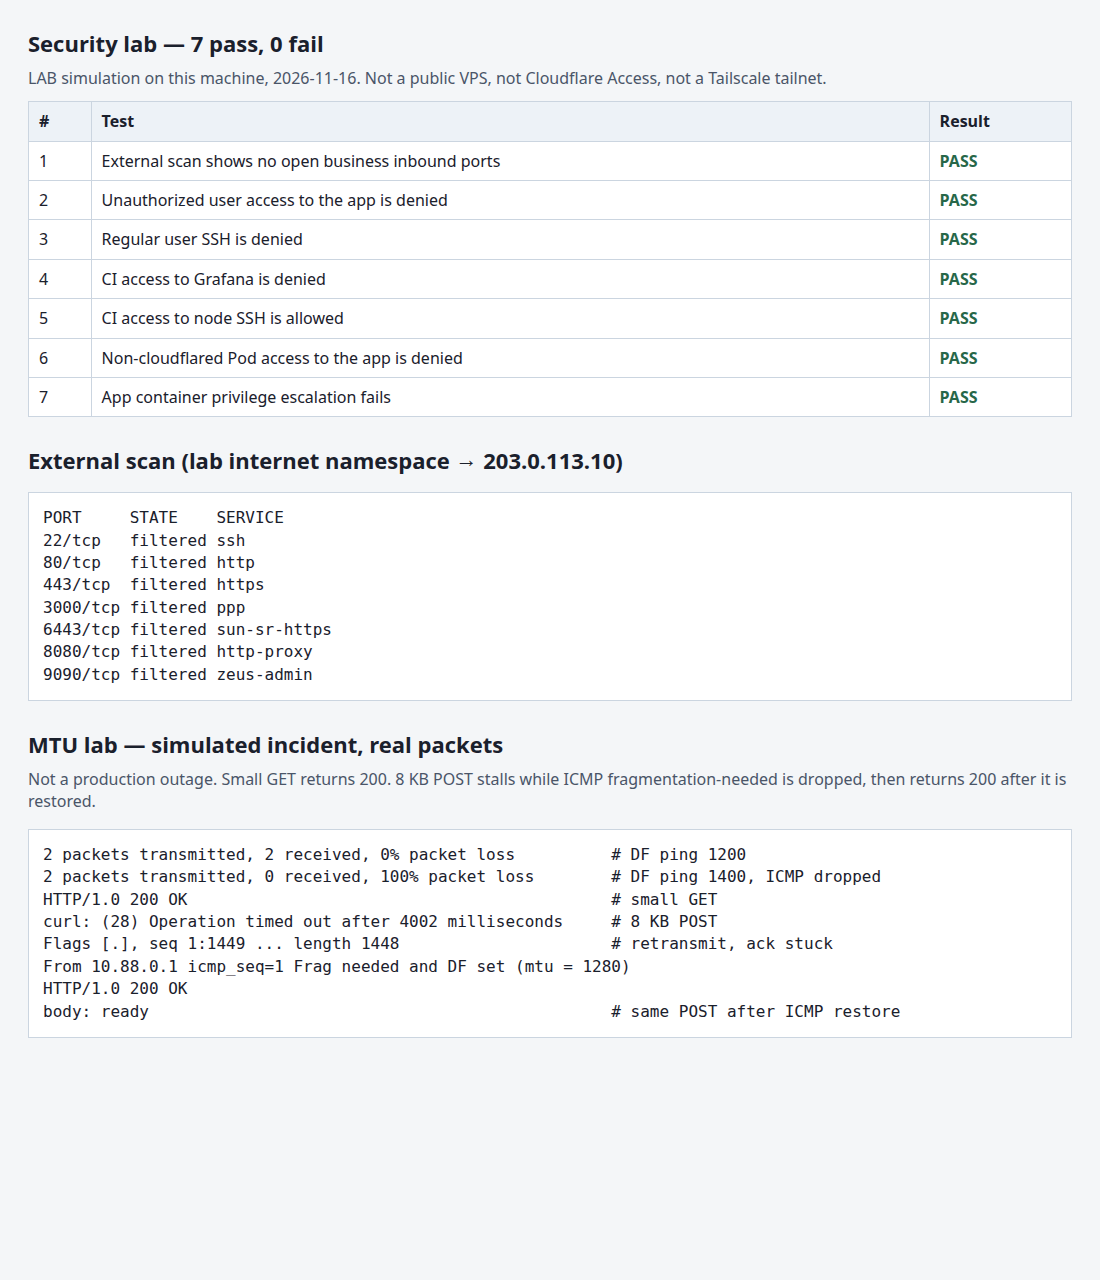 Security lab — 7 pass, 0 fail
LAB simulation on this machine, 2026-11-16. Not a public VPS, not Cloudflare Access, not a Tailscale tailnet.
# Test Result
1 External scan shows no open business inbound ports PASS
2 Unauthorized user access to the app is denied PASS
3 Regular user SSH is denied PASS
4 CI access to Grafana is denied PASS
5 CI access to node SSH is allowed PASS
6 Non-cloudflared Pod access to the app is denied PASS
7 App container privilege escalation fails PASS
External scan (lab internet namespace → 203.0.113.10)
PORT     STATE    SERVICE
22/tcp   filtered ssh
80/tcp   filtered http
443/tcp  filtered https
3000/tcp filtered ppp
6443/tcp filtered sun-sr-https
8080/tcp filtered http-proxy
9090/tcp filtered zeus-admin
MTU lab — simulated incident, real packets
Not a production outage. Small GET returns 200. 8 KB POST stalls while ICMP fragmentation-needed is dropped, then returns 200 after it is
restored.
2 packets transmitted, 2 received, 0% packet loss          # DF ping 1200
2 packets transmitted, 0 received, 100% packet loss        # DF ping 1400, ICMP dropped
HTTP/1.0 200 OK                                            # small GET
curl: (28) Operation timed out after 4002 milliseconds     # 8 KB POST
Flags [.], seq 1:1449 ... length 1448                      # retransmit, ack stuck
From 10.88.0.1 icmp_seq=1 Frag needed and DF set (mtu = 1280)
HTTP/1.0 200 OK
body: ready                                                # same POST after ICMP restore